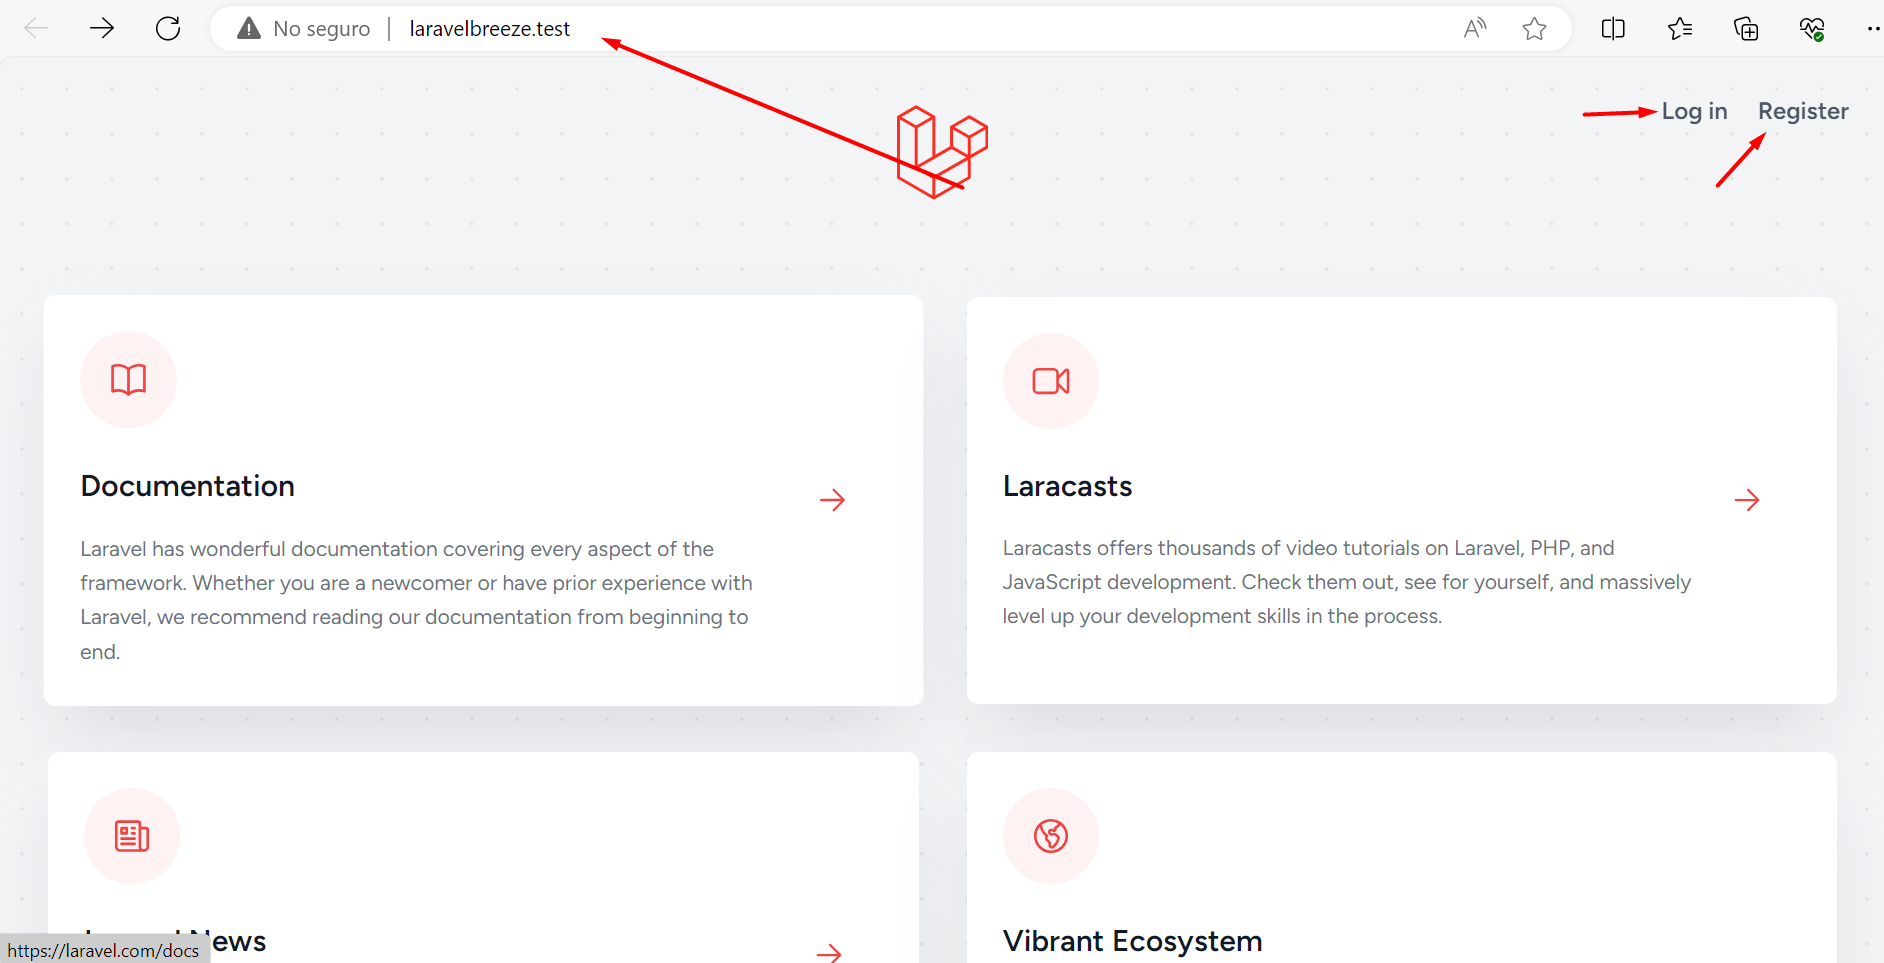 No seguro | laravelbreeze.test
Log in Register
Documentation
Laravel has wonderful documentation covering every aspect of the
framework. Whether you are a newcomer or have prior experience with
Laravel, we recommend reading our documentation from beginning to
end.
Laracasts
Laracasts offers thousands of video tutorials on Laravel, PHP, and
JavaScript development. Check them out, see for yourself, and massively
level up your development skills in the process.
News
Vibrant Ecosystem
https://laravel.com/docs